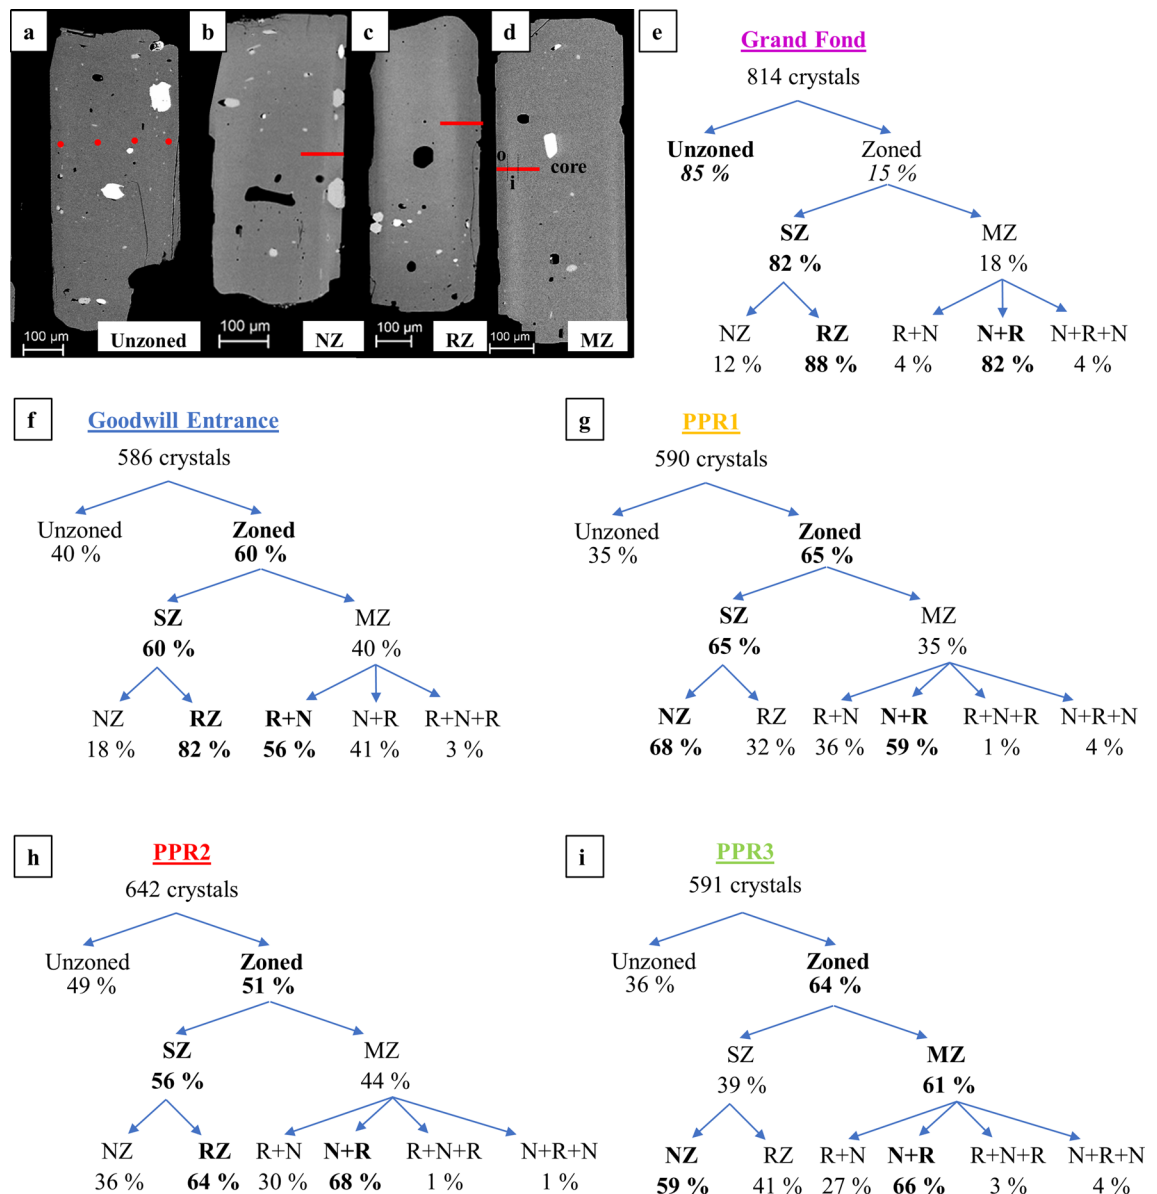 a
b
c
d
o
i
core
100 µm
Unzoned
100 µm
NZ
RZ
100 µm
MZ
e
Grand Fond
814 crystals
Unzoned
85 %
Zoned
15 %
SZ
82 %
MZ
18 %
NZ
12 %
RZ
88 %
R+N
4 %
N+R
82 %
N+R+N
4 %
f
Goodwill Entrance
586 crystals
Unzoned
40 %
Zoned
60 %
SZ
60 %
MZ
40 %
NZ
18 %
RZ
82 %
R+N
56 %
N+R
41 %
R+N+R
3 %
g
PPR1
590 crystals
Unzoned
35 %
Zoned
65 %
SZ
65 %
MZ
35 %
NZ
68 %
RZ
32 %
R+N
36 %
N+R
59 %
R+N+R
1 %
N+R+N
4 %
h
PPR2
642 crystals
Unzoned
49 %
Zoned
51 %
SZ
56 %
MZ
44 %
NZ
36 %
RZ
64 %
R+N
30 %
N+R
68 %
R+N+R
1 %
N+R+N
1 %
i
PPR3
591 crystals
Unzoned
36 %
Zoned
64 %
SZ
39 %
MZ
61 %
NZ
59 %
RZ
41 %
R+N
27 %
N+R
66 %
R+N+R
3 %
N+R+N
4 %